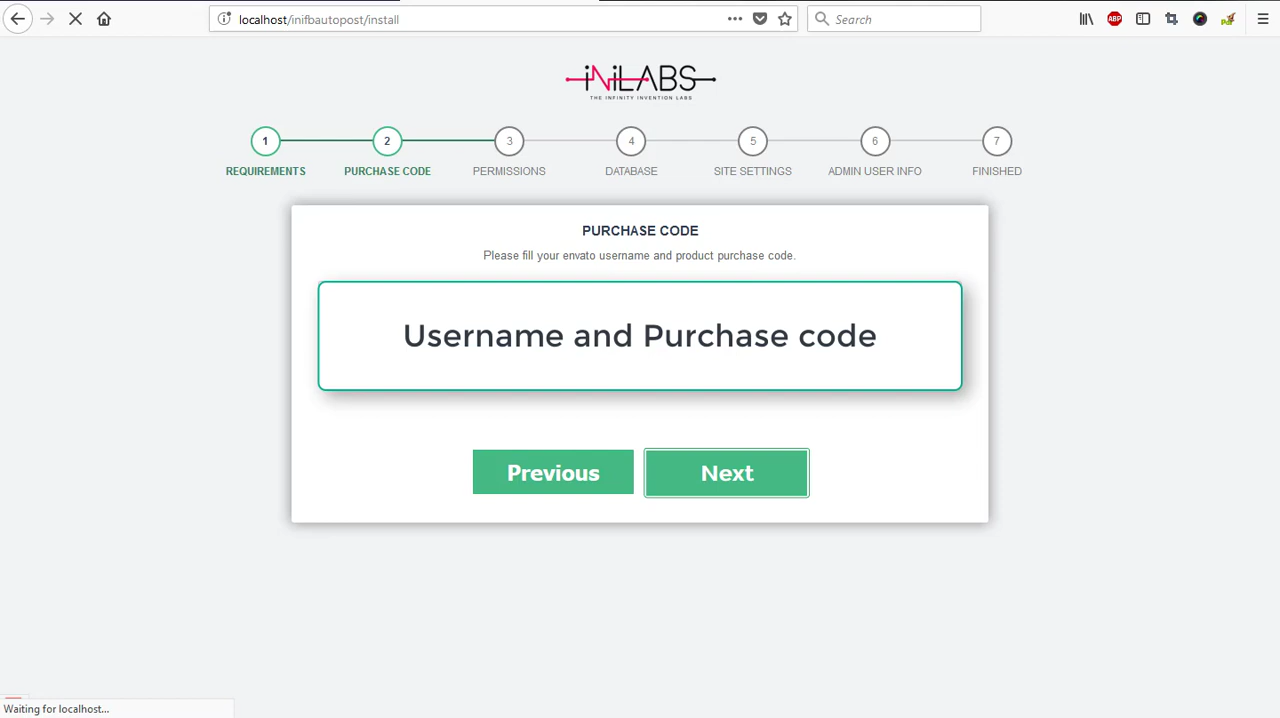 localhost/inifbautopost/install
Search
ABP
iNiLABS
THE INFINITY INVENTION LABS
1 2 3 4 5 6 7
REQUIREMENTS PURCHASE CODE PERMISSIONS DATABASE SITE SETTINGS ADMIN USER INFO FINISHED
PURCHASE CODE
Please fill your envato username and product purchase code.
Username and Purchase code
Previous Next
Waiting for localhost...